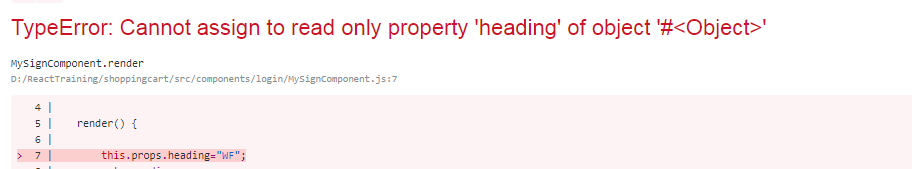 TypeError: Cannot assign to read only property 'heading' of object '#<Object>'
MySignComponent.render
D:/ReactTraining/shoppingcart/src/components/login/MySignComponent.js:7
4 |
5 | render() {
6 |
> 7 | this.props.heading="WF";